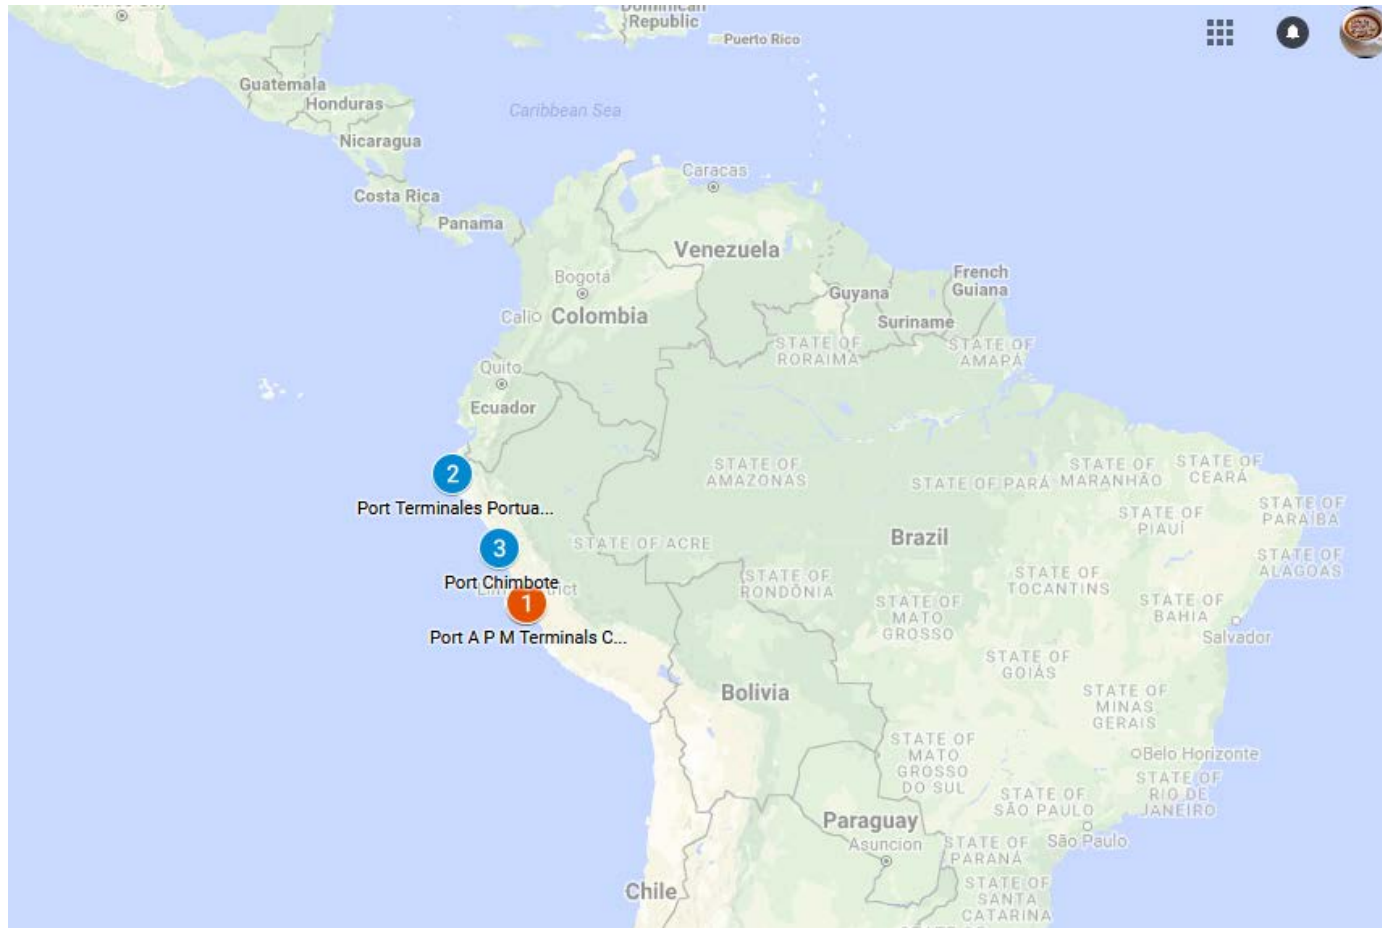 Dominican
Republic
Puerto Rico
Guatemala
Honduras
Caribbean Sea
Nicaragua
Caracas
Costa Rica
Panama
Venezuela
French
Guiana
Bogotá
Guyana
Cali
Colombia
Suriname
STATE OF
RORAIMA
STATE OF
AMAPÁ
Quito
Ecuador
2
STATE OF
AMAZONAS
STATE OF PARÁ
STATE OF
MARANHÃO
STATE OF
CEARÁ
Port Terminales Portua...
STATE OF
PARAÍBA
STATE OF
PIAUÍ
3
STATE OF ACRE
Brazil
STATE OF
ALAGOAS
Port Chimbote
STATE OF
RONDÔNIA
STATE OF
TOCANTINS
1
STATE OF
MATO
GROSSO
STATE OF
BAHIA
Salvador
Port A P M Terminals C...
STATE OF
GOIÁS
Bolivia
STATE OF
MINAS
GERAIS
STATE OF
MATO
GROSSO
DO SUL
Belo Horizonte
STATE OF
RIO DE
JANEIRO
STATE OF
SÃO PAULO
Paraguay
Asuncion
São Paulo
STATE OF
PARANÁ
Chile
STATE OF
SANTA
CATARINA